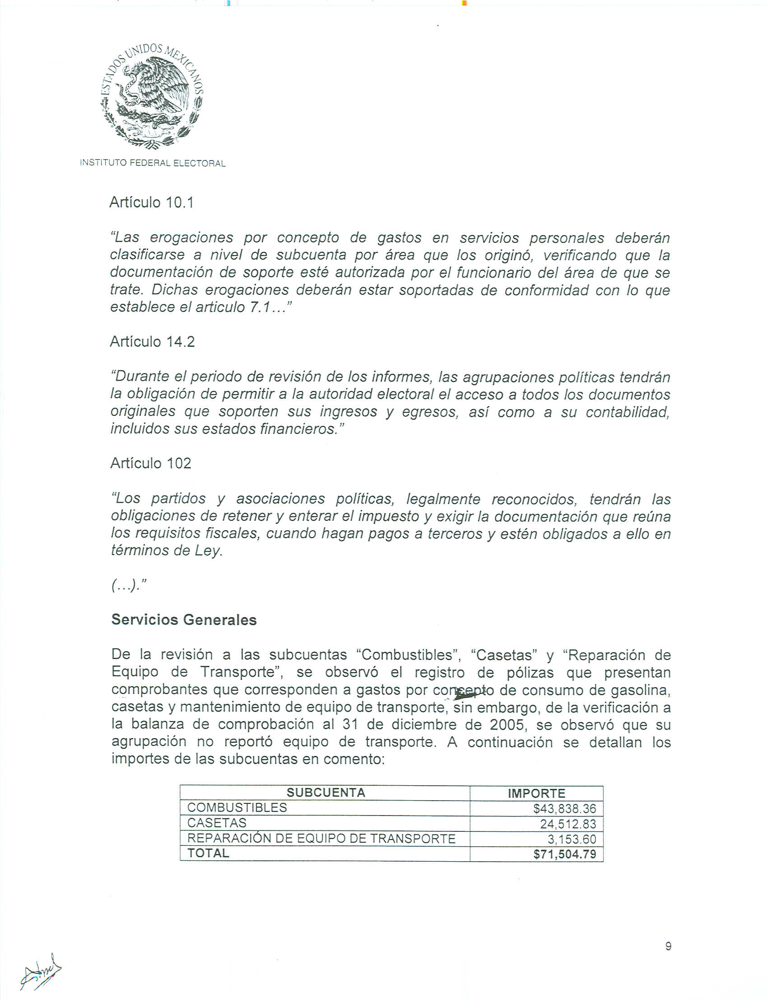 ESTADOS UNIDOS MEXICANOS
INSTITUTO FEDERAL ELECTORAL
Artículo 10.1
“Las erogaciones por concepto de gastos en servicios personales deberán
clasificarse a nivel de subcuenta por área que los originó, verificando que la
documentación de soporte esté autorizada por el funcionario del área de que se
trate. Dichas erogaciones deberán estar soportadas de conformidad con lo que
establece el articulo 7.1...”
Artículo 14.2
“Durante el periodo de revisión de los informes, las agrupaciones políticas tendrán
la obligación de permitir a la autoridad electoral el acceso a todos los documentos
originales que soporten sus ingresos y egresos, así como a su contabilidad,
incluidos sus estados financieros.”
Artículo 102
“Los partidos y asociaciones políticas, legalmente reconocidos, tendrán las
obligaciones de retener y enterar el impuesto y exigir la documentación que reúna
los requisitos fiscales, cuando hagan pagos a terceros y estén obligados a ello en
términos de Ley.
(...).”
Servicios Generales
De la revisión a las subcuentas “Combustibles”, “Casetas” y “Reparación de
Equipo de Transporte”, se observó el registro de pólizas que presentan
comprobantes que corresponden a gastos por concepto de consumo de gasolina,
casetas y mantenimiento de equipo de transporte, sin embargo, de la verificación a
la balanza de comprobación al 31 de diciembre de 2005, se observó que su
agrupación no reportó equipo de transporte. A continuación se detallan los
importes de las subcuentas en comento:
SUBCUENTA IMPORTE
COMBUSTIBLES $43,838.36
CASETAS 24,512.83
REPARACIÓN DE EQUIPO DE TRANSPORTE 3,153.60
TOTAL $71,504.79
9